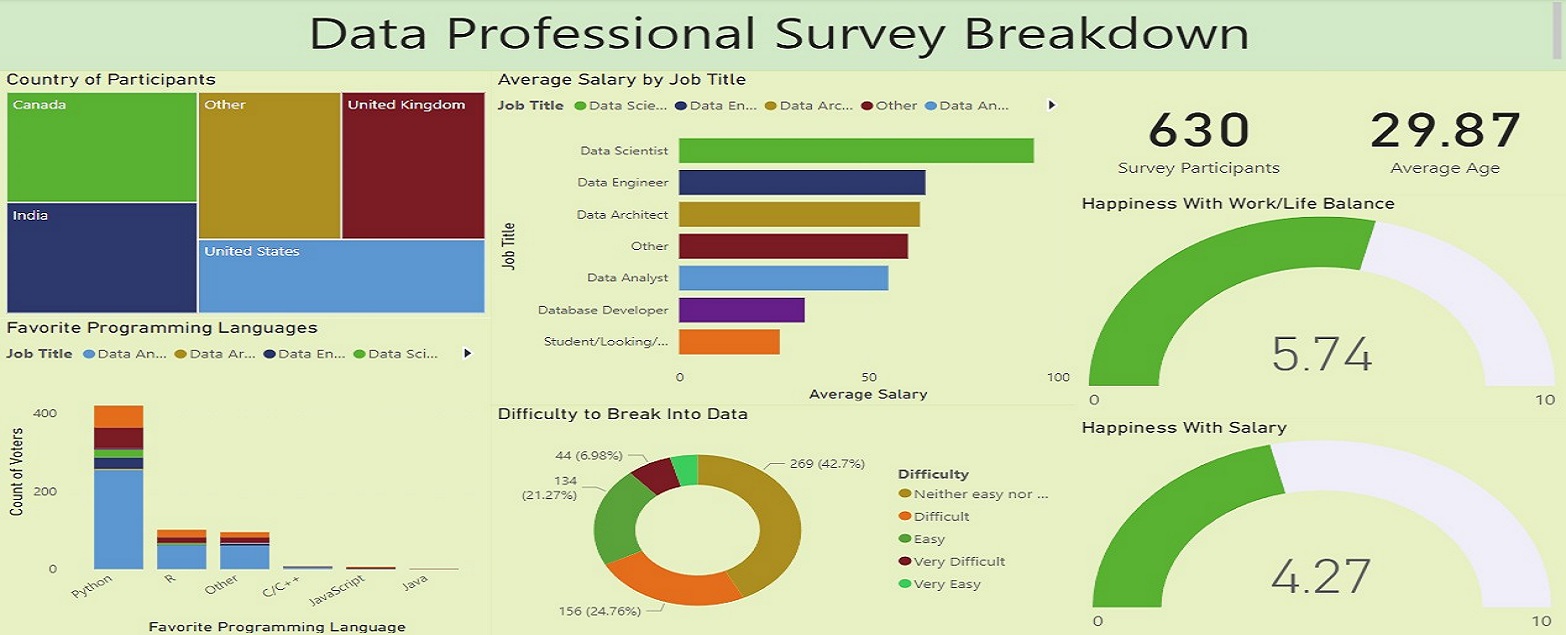 Data Professional Survey Breakdown
Country of Participants
Canada
Other
United Kingdom
India
United States
Favorite Programming Languages
Job Title Data An... Data Ar... Data En... Data Sci...
Count of Voters
400
200
0
Python
R
Other
C/C++
JavaScript
Java
Favorite Programming Language
Average Salary by Job Title
Job Title Data Scie... Data En... Data Arc... Other Data An...
Job Title
Data Scientist
Data Engineer
Data Architect
Other
Data Analyst
Database Developer
Student/Looking/...
0 50 100
Average Salary
Difficulty to Break Into Data
44 (6.98%)
134
(21.27%)
269 (42.7%)
156 (24.76%)
Difficulty
Neither easy nor ...
Difficult
Easy
Very Difficult
Very Easy
630
Survey Participants
29.87
Average Age
Happiness With Work/Life Balance
5.74
0 10
Happiness With Salary
4.27
0 10